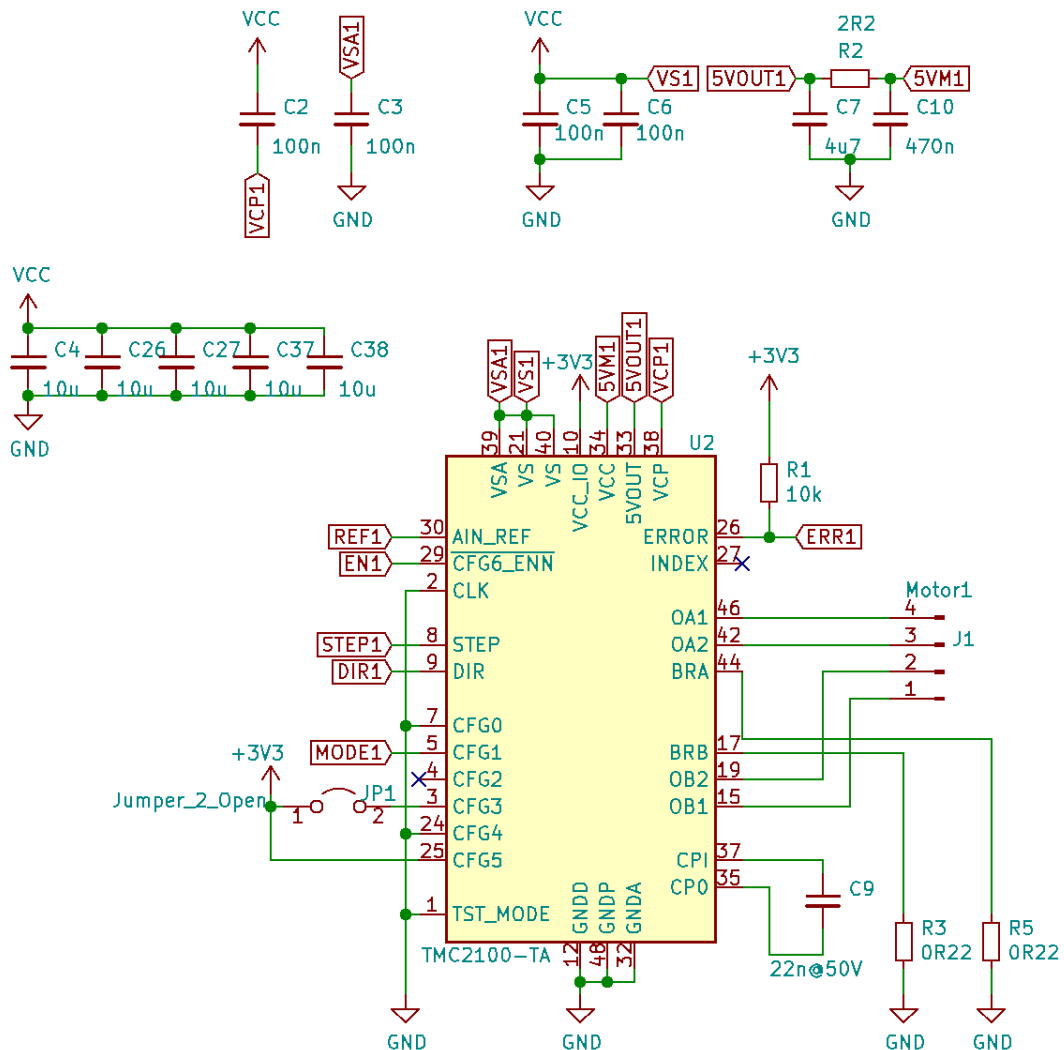 VCC
C2
100n
VCP1
VSA1
C3
100n
GND
VCC
VS1
C5
100n
C6
100n
GND
2R2
R2
5VOUT1
5VM1
C7
4u7
C10
470n
GND
VCC
C4
10u
C26
10u
C27
10u
C37
10u
C38
10u
GND
VSA1
VS1
+3V3
5VM1
5VOUT1
VCP1
+3V3
39
21
40
10
34
33
38
U2
VSA
VS
VS
VCC_IO
VCC
5VOUT
VCP
R1
10k
REF1
30
AIN_REF
ERROR
26
ERR1
EN1
29
CFG6_ENN
INDEX
27
2
CLK
Motor1
OA1
46
4
STEP1
8
STEP
OA2
42
3
J1
DIR1
9
DIR
BRA
44
2
1
7
CFG0
MODE1
5
CFG1
BRB
17
+3V3
4
CFG2
OB2
19
Jumper_2_Open
JP1
1
2
3
CFG3
OB1
15
24
CFG4
25
CFG5
CPI
37
CP0
35
C9
22n@50V
1
TST_MODE
GNDD
GNDP
GNDA
TMC2100-TA
12
48
32
R3
0R22
R5
0R22
GND
GND
GND
GND